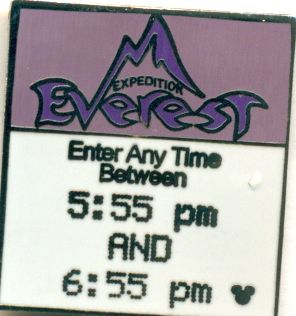 EXPEDITION
EVEREST
Enter Any Time
Between
5:55 pm
AND
6:55 pm